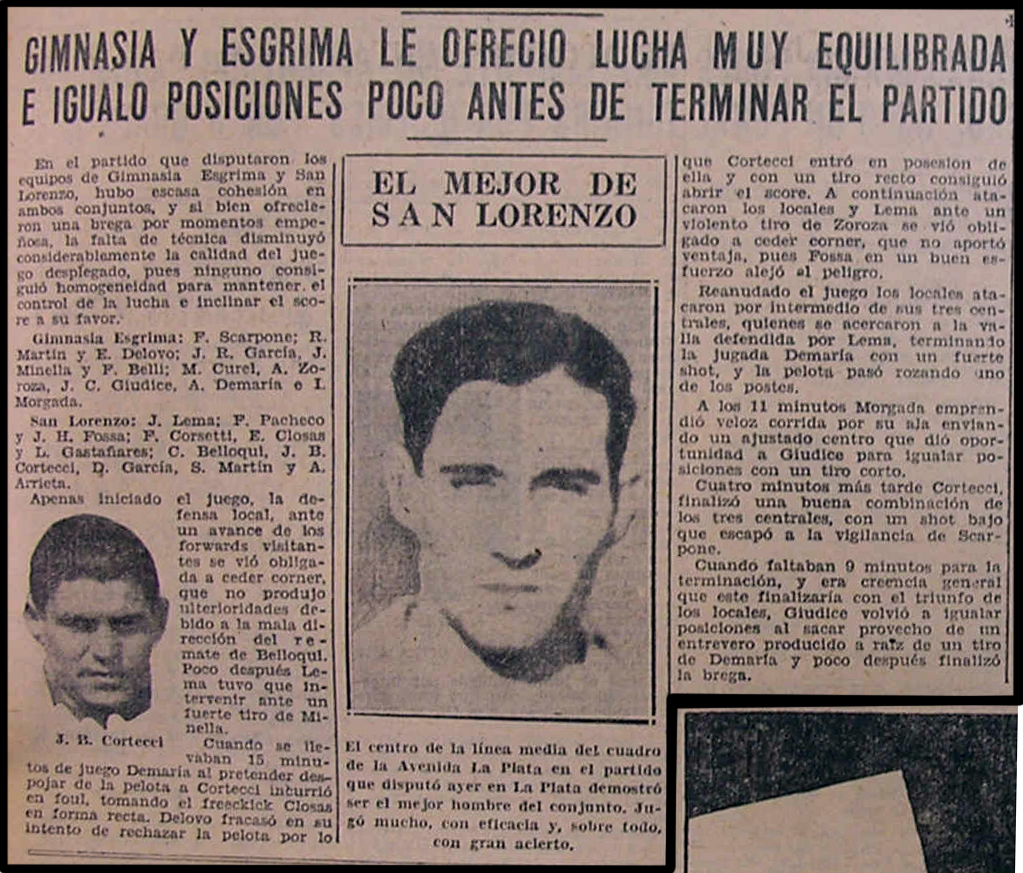 GIMNASIA Y ESGRIMA LE OFRECIO LUCHA MUY EQUILIBRADA
E IGUALO POSICIONES POCO ANTES DE TERMINAR EL PARTIDO
En el partido que disputaron los
equipos de Gimnasia Esgrima y San
Lorenzo, hubo escasa cohesión en
ambos conjuntos, y si bien ofrecie-
ron una brega por momentos empe-
ñosa, la falta de técnica disminuyó
considerablemente la calidad del jue-
go desplegado, pues ninguno consi-
guió homogeneidad para mantener el
control de la lucha e inclinar el sco-
re a su favor.
Gimnasia Esgrima: F. Scarpone; R.
Martin y E. Delovo; J. R. García, J.
Minella y F. Belli; M. Curel, A. Zo-
roza, J. C. Giudice, A. Demaría e I.
Morgada.
San Lorenzo: J. Lema; F. Pacheco
y J. H. Fossa; F. Corsetti, E. Closas
y L. Gastañares; C. Belloqui, J. B.
Cortecci, D. García, S. Martin y A.
Arrieta.
Apenas iniciado el juego, la de-
fensa local, ante
un avance de los
forwards visitan-
tes se vió obliga-
da a ceder corner,
que no produjo
ulterioridades de-
bido a la mala di-
rección del re-
mate de Belloqui.
Poco después Le-
ma tuvo que in-
tervenir ante un
fuerte tiro de Mi-
nella.
J. B. Cortecci
Cuando se lle-
vaban 15 minu-
tos de juego Demaría al pretender des-
pojar de la pelota a Cortecci incurrió
en foul, tomando el freeckick Closas
en forma recta. Delovo fracasó en su
intento de rechazar la pelota por lo
EL MEJOR DE
SAN LORENZO
El centro de la línea media del cuadro
de la Avenida La Plata en el partido
que disputó ayer en La Plata demostró
ser el mejor hombre del conjunto. Ju-
gó mucho, con eficacia y, sobre todo,
con gran acierto.
que Cortecci entró en posesion de
ella y con un tiro recto consiguió
abrir el score. A continuación ata-
caron los locales y Lema ante un
violento tiro de Zoroza se vió obli-
gado a ceder corner, que no aportó
ventaja, pues Fossa en un buen es-
fuerzo alejó el peligro.
Reanudado el juego los locales ata-
caron por intermedio de sus tres cen-
trales, quienes se acercaron a la va-
lla defendida por Lema, terminando
la jugada Demaría con un fuerte
shot, y la pelota pasó rozando uno
de los postes.
A los 11 minutos Morgada empren-
dió veloz corrida por su ala envian-
do un ajustado centro que dió opor-
tunidad a Giudice para igualar po-
siciones con un tiro corto.
Cuatro minutos más tarde Cortecci,
finalizó una buena combinación de
los tres centrales, con un shot bajo
que escapó a la vigilancia de Scar-
pone.
Cuando faltaban 9 minutos para la
terminación, y era creencia general
que este finalizaría con el triunfo de
los locales, Giudice volvió a igualar
posiciones al sacar provecho de un
entrevero producido a raíz de un tiro
de Demaría y poco después finalizó
la brega.